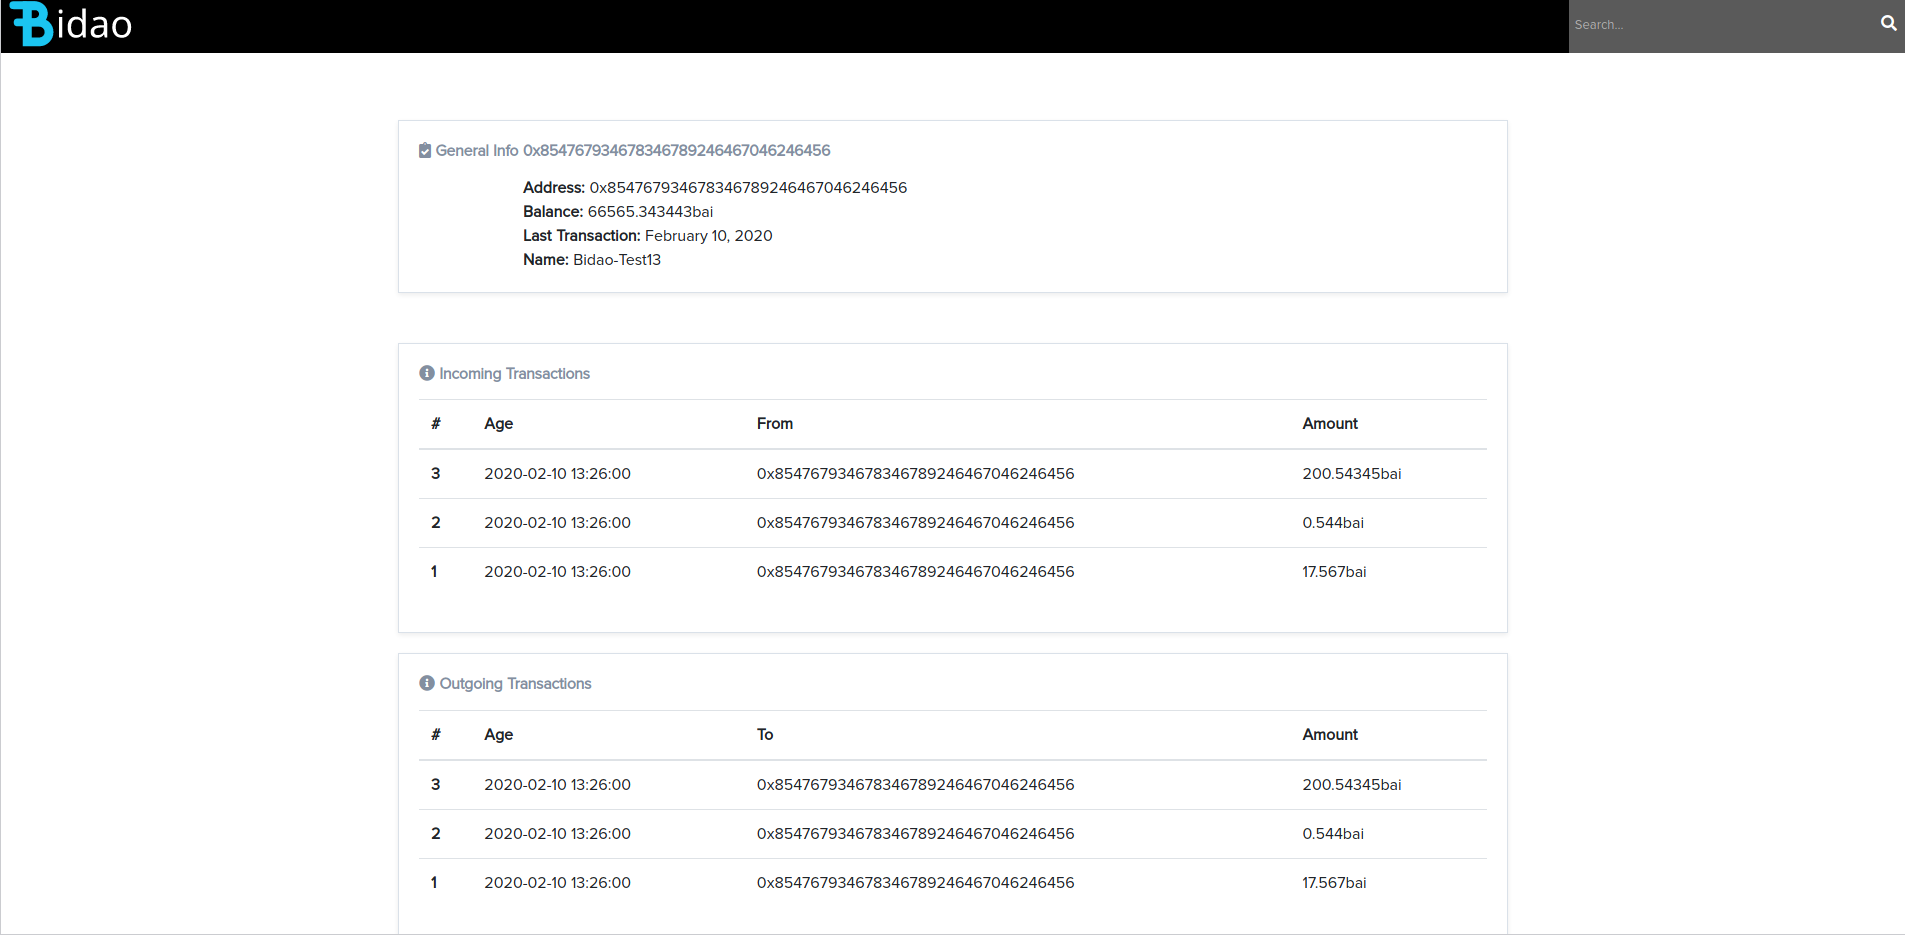 Bidao
Search...
General Info 0x854767934678346789246467046246456
Address: 0x854767934678346789246467046246456
Balance: 66565.343443bai
Last Transaction: February 10, 2020
Name: Bidao-Test13
Incoming Transactions
# Age From Amount
3 2020-02-10 13:26:00 0x854767934678346789246467046246456 200.54345bai
2 2020-02-10 13:26:00 0x854767934678346789246467046246456 0.544bai
1 2020-02-10 13:26:00 0x854767934678346789246467046246456 17.567bai
Outgoing Transactions
# Age To Amount
3 2020-02-10 13:26:00 0x854767934678346789246467046246456 200.54345bai
2 2020-02-10 13:26:00 0x854767934678346789246467046246456 0.544bai
1 2020-02-10 13:26:00 0x854767934678346789246467046246456 17.567bai